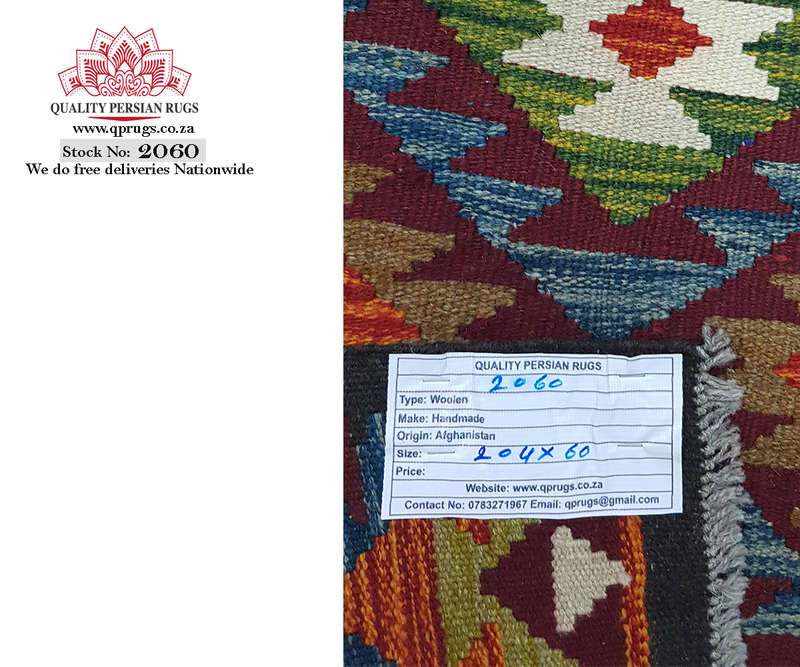 QUALITY PERSIAN RUGS
www.qprugs.co.za
Stock No: 2060
We do free deliveries Nationwide
QUALITY PERSIAN RUGS
2060
Type: Woolen
Make: Handmade
Origin: Afghanistan
Size: 204x60
Price:
Website: www.qprugs.co.za
Contact No: 0783271967 Email: qprugs@gmail.com